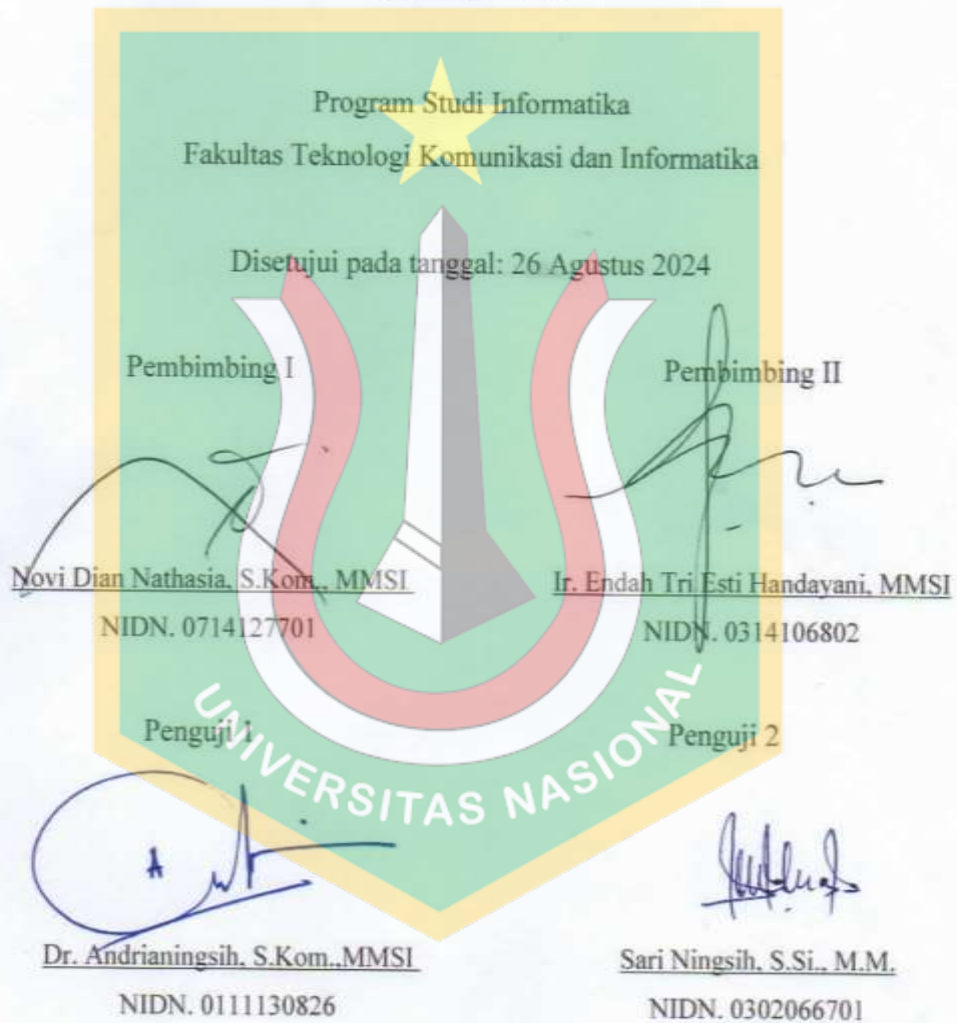 Program Studi Informatika
Fakultas Teknologi Komunikasi dan Informatika
Disetujui pada tanggal: 26 Agustus 2024
Pembimbing I
Pembimbing II
Novi Dian Nathasia, S.Kom., MMSI
Ir. Endah Tri Esti Handayani, MMSI
NIDN. 0714127701
NIDN. 0314106802
Penguji 1
Penguji 2
UNIVERSITAS NASIONAL
Dr. Andrianingsih, S.Kom.,MMSI
Sari Ningsih, S.Si., M.M.
NIDN. 0111130826
NIDN. 0302066701